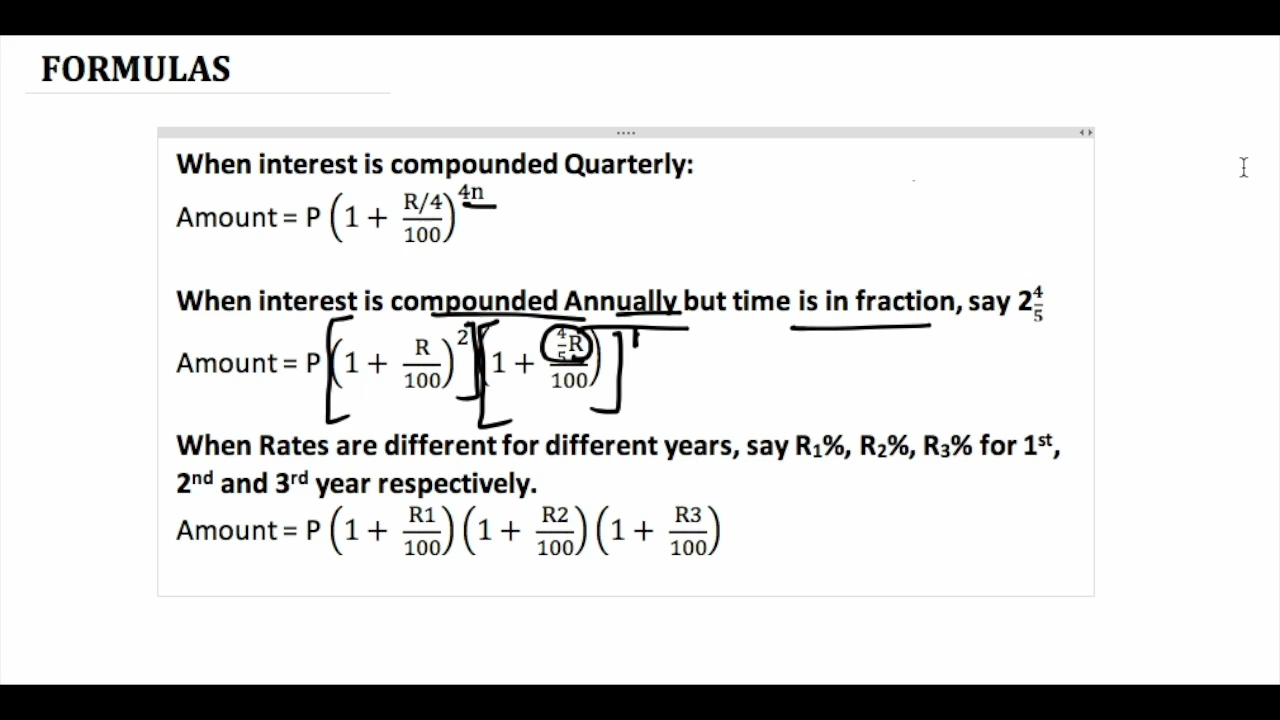 FORMULAS
When interest is compounded Quarterly:
Amount = P (1 + (R/4)/100)^4n
When interest is compounded Annually but time is in fraction, say 2 4/5
Amount = P [(1 + R/100)^2] [(1 + (4/5 R)/100)]^1
When Rates are different for different years, say R₁%, R₂%, R₃% for 1st,
2nd and 3rd year respectively.
Amount = P (1 + R1/100) (1 + R2/100) (1 + R3/100)